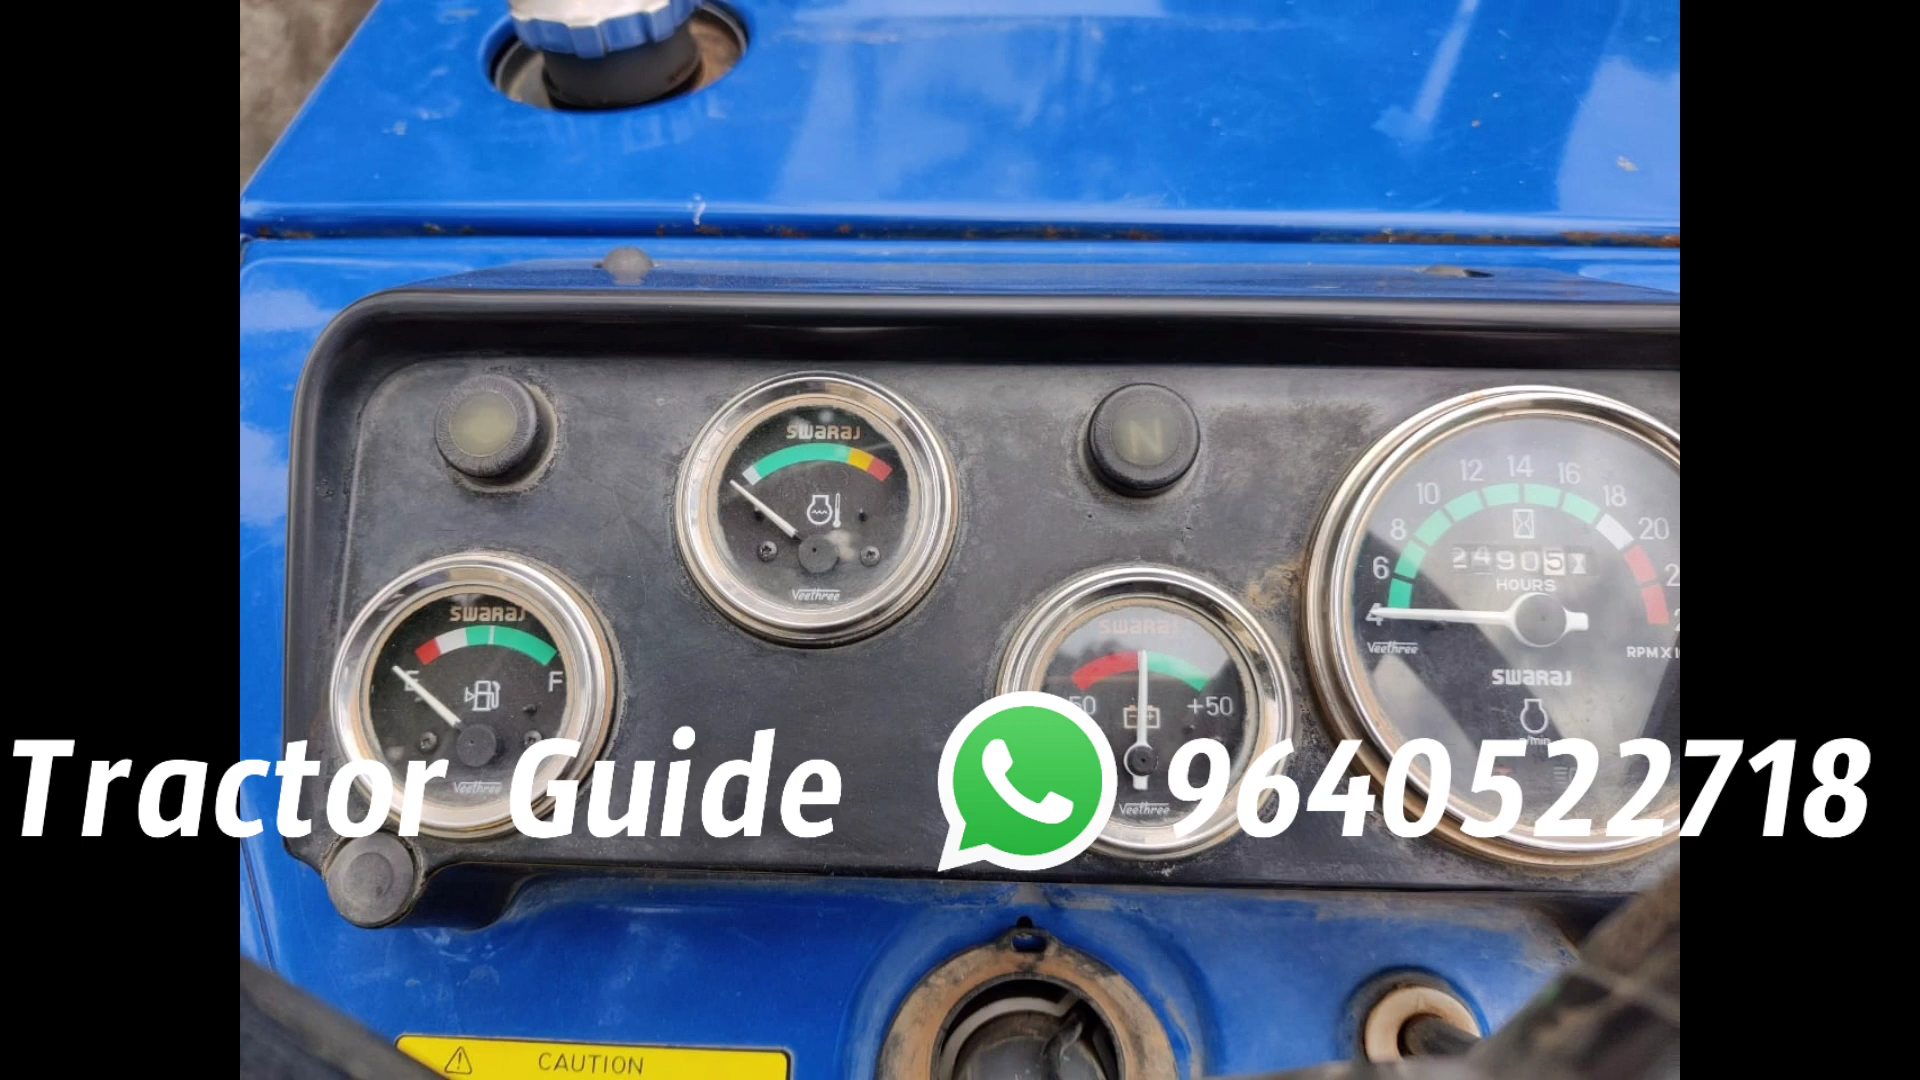 N
SWARAJ
12 14 16
10 18
8 20
6
HOURS
4
Veethree
RPM X
SWARAJ
Veethree
SWARAJ
E F
Veethree
SWARAJ
50 +50
Veethree
Tractor Guide 9640522718
CAUTION